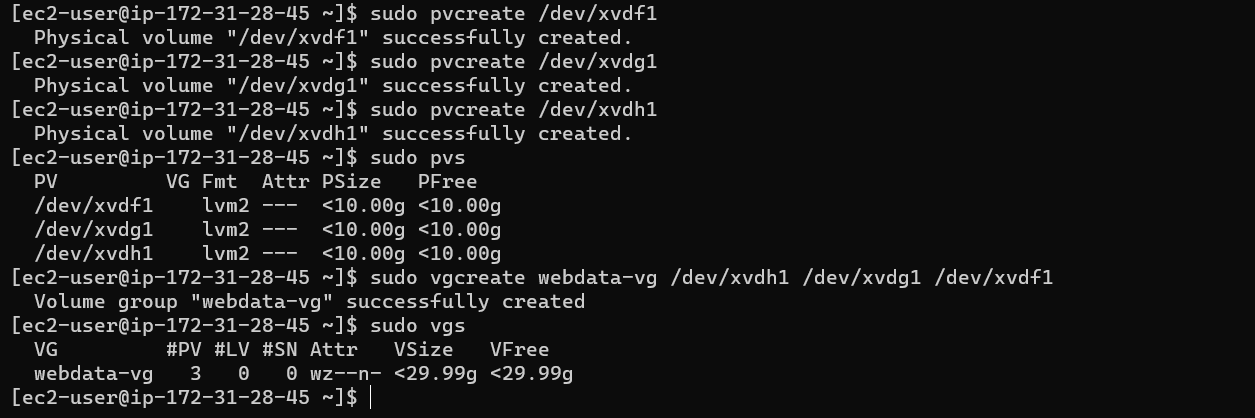 [ec2-user@ip-172-31-28-45 ~]$ sudo pvcreate /dev/xvdf1
  Physical volume "/dev/xvdf1" successfully created.
[ec2-user@ip-172-31-28-45 ~]$ sudo pvcreate /dev/xvdg1
  Physical volume "/dev/xvdg1" successfully created.
[ec2-user@ip-172-31-28-45 ~]$ sudo pvcreate /dev/xvdh1
  Physical volume "/dev/xvdh1" successfully created.
[ec2-user@ip-172-31-28-45 ~]$ sudo pvs
  PV         VG Fmt  Attr PSize   PFree
  /dev/xvdf1    lvm2 ---  <10.00g <10.00g
  /dev/xvdg1    lvm2 ---  <10.00g <10.00g
  /dev/xvdh1    lvm2 ---  <10.00g <10.00g
[ec2-user@ip-172-31-28-45 ~]$ sudo vgcreate webdata-vg /dev/xvdh1 /dev/xvdg1 /dev/xvdf1
  Volume group "webdata-vg" successfully created
[ec2-user@ip-172-31-28-45 ~]$ sudo vgs
  VG         #PV #LV #SN Attr   VSize   VFree
  webdata-vg   3   0   0 wz--n- <29.99g <29.99g
[ec2-user@ip-172-31-28-45 ~]$